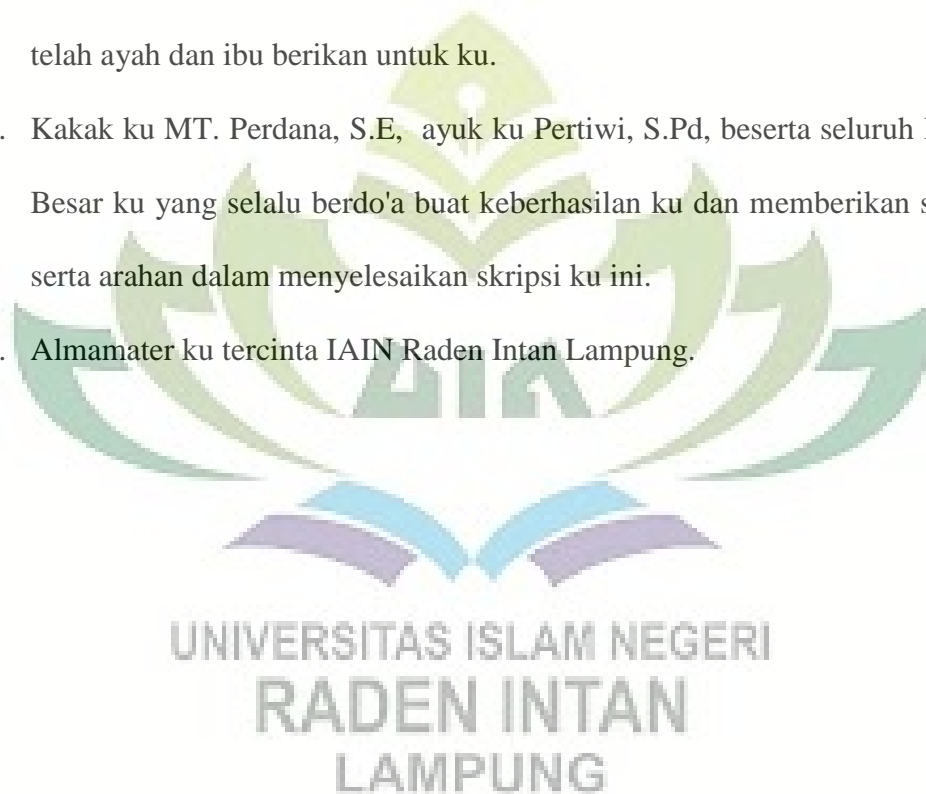 telah ayah dan ibu berikan untuk ku.
. Kakak ku MT. Perdana, S.E, ayuk ku Pertiwi, S.Pd, beserta seluruh
Besar ku yang selalu berdo'a buat keberhasilan ku dan memberikan
serta arahan dalam menyelesaikan skripsi ku ini.
. Almamater ku tercinta IAIN Raden Intan Lampung.
UNIVERSITAS ISLAM NEGERI
RADEN INTAN
LAMPUNG